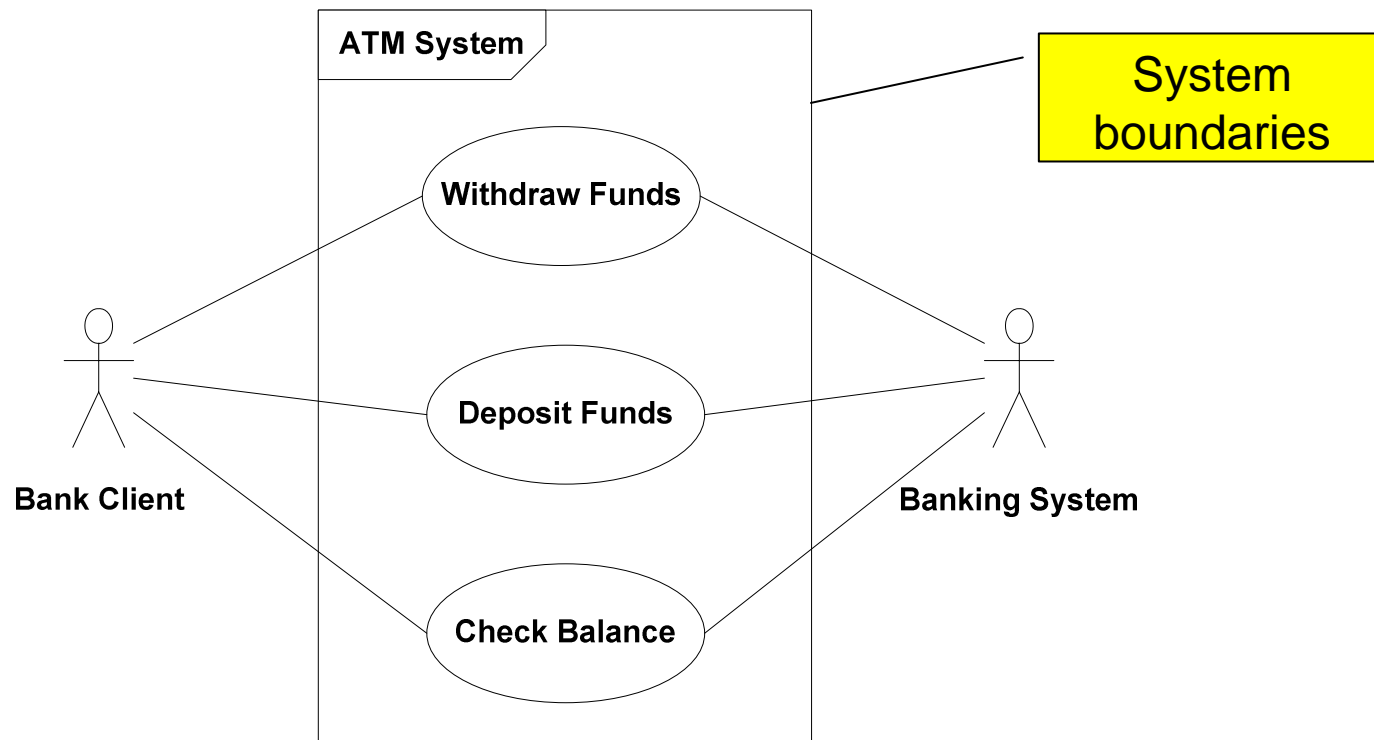 ATM System
System
boundaries
Withdraw Funds
Deposit Funds
Bank Client
Banking System
Check Balance